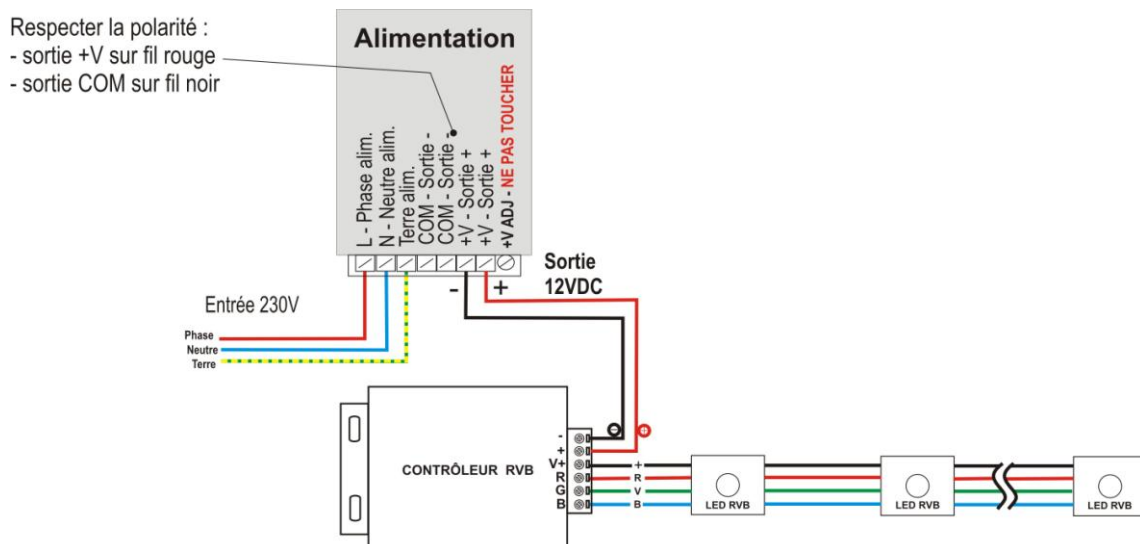 Respecter la polarité :
- sortie +V sur fil rouge
- sortie COM sur fil noir
Alimentation
L - Phase alim.
N - Neutre alim.
Terre alim.
COM - Sortie -
COM - Sortie -
+V - Sortie +
+V - Sortie +
+V ADJ - NE PAS TOUCHER
- +
Sortie
12VDC
Entrée 230V
Phase
Neutre
Terre
- +
CONTRÔLEUR RVB
-
+
V+
R
G
B
+
R
V
B
LED RVB
LED RVB
LED RVB